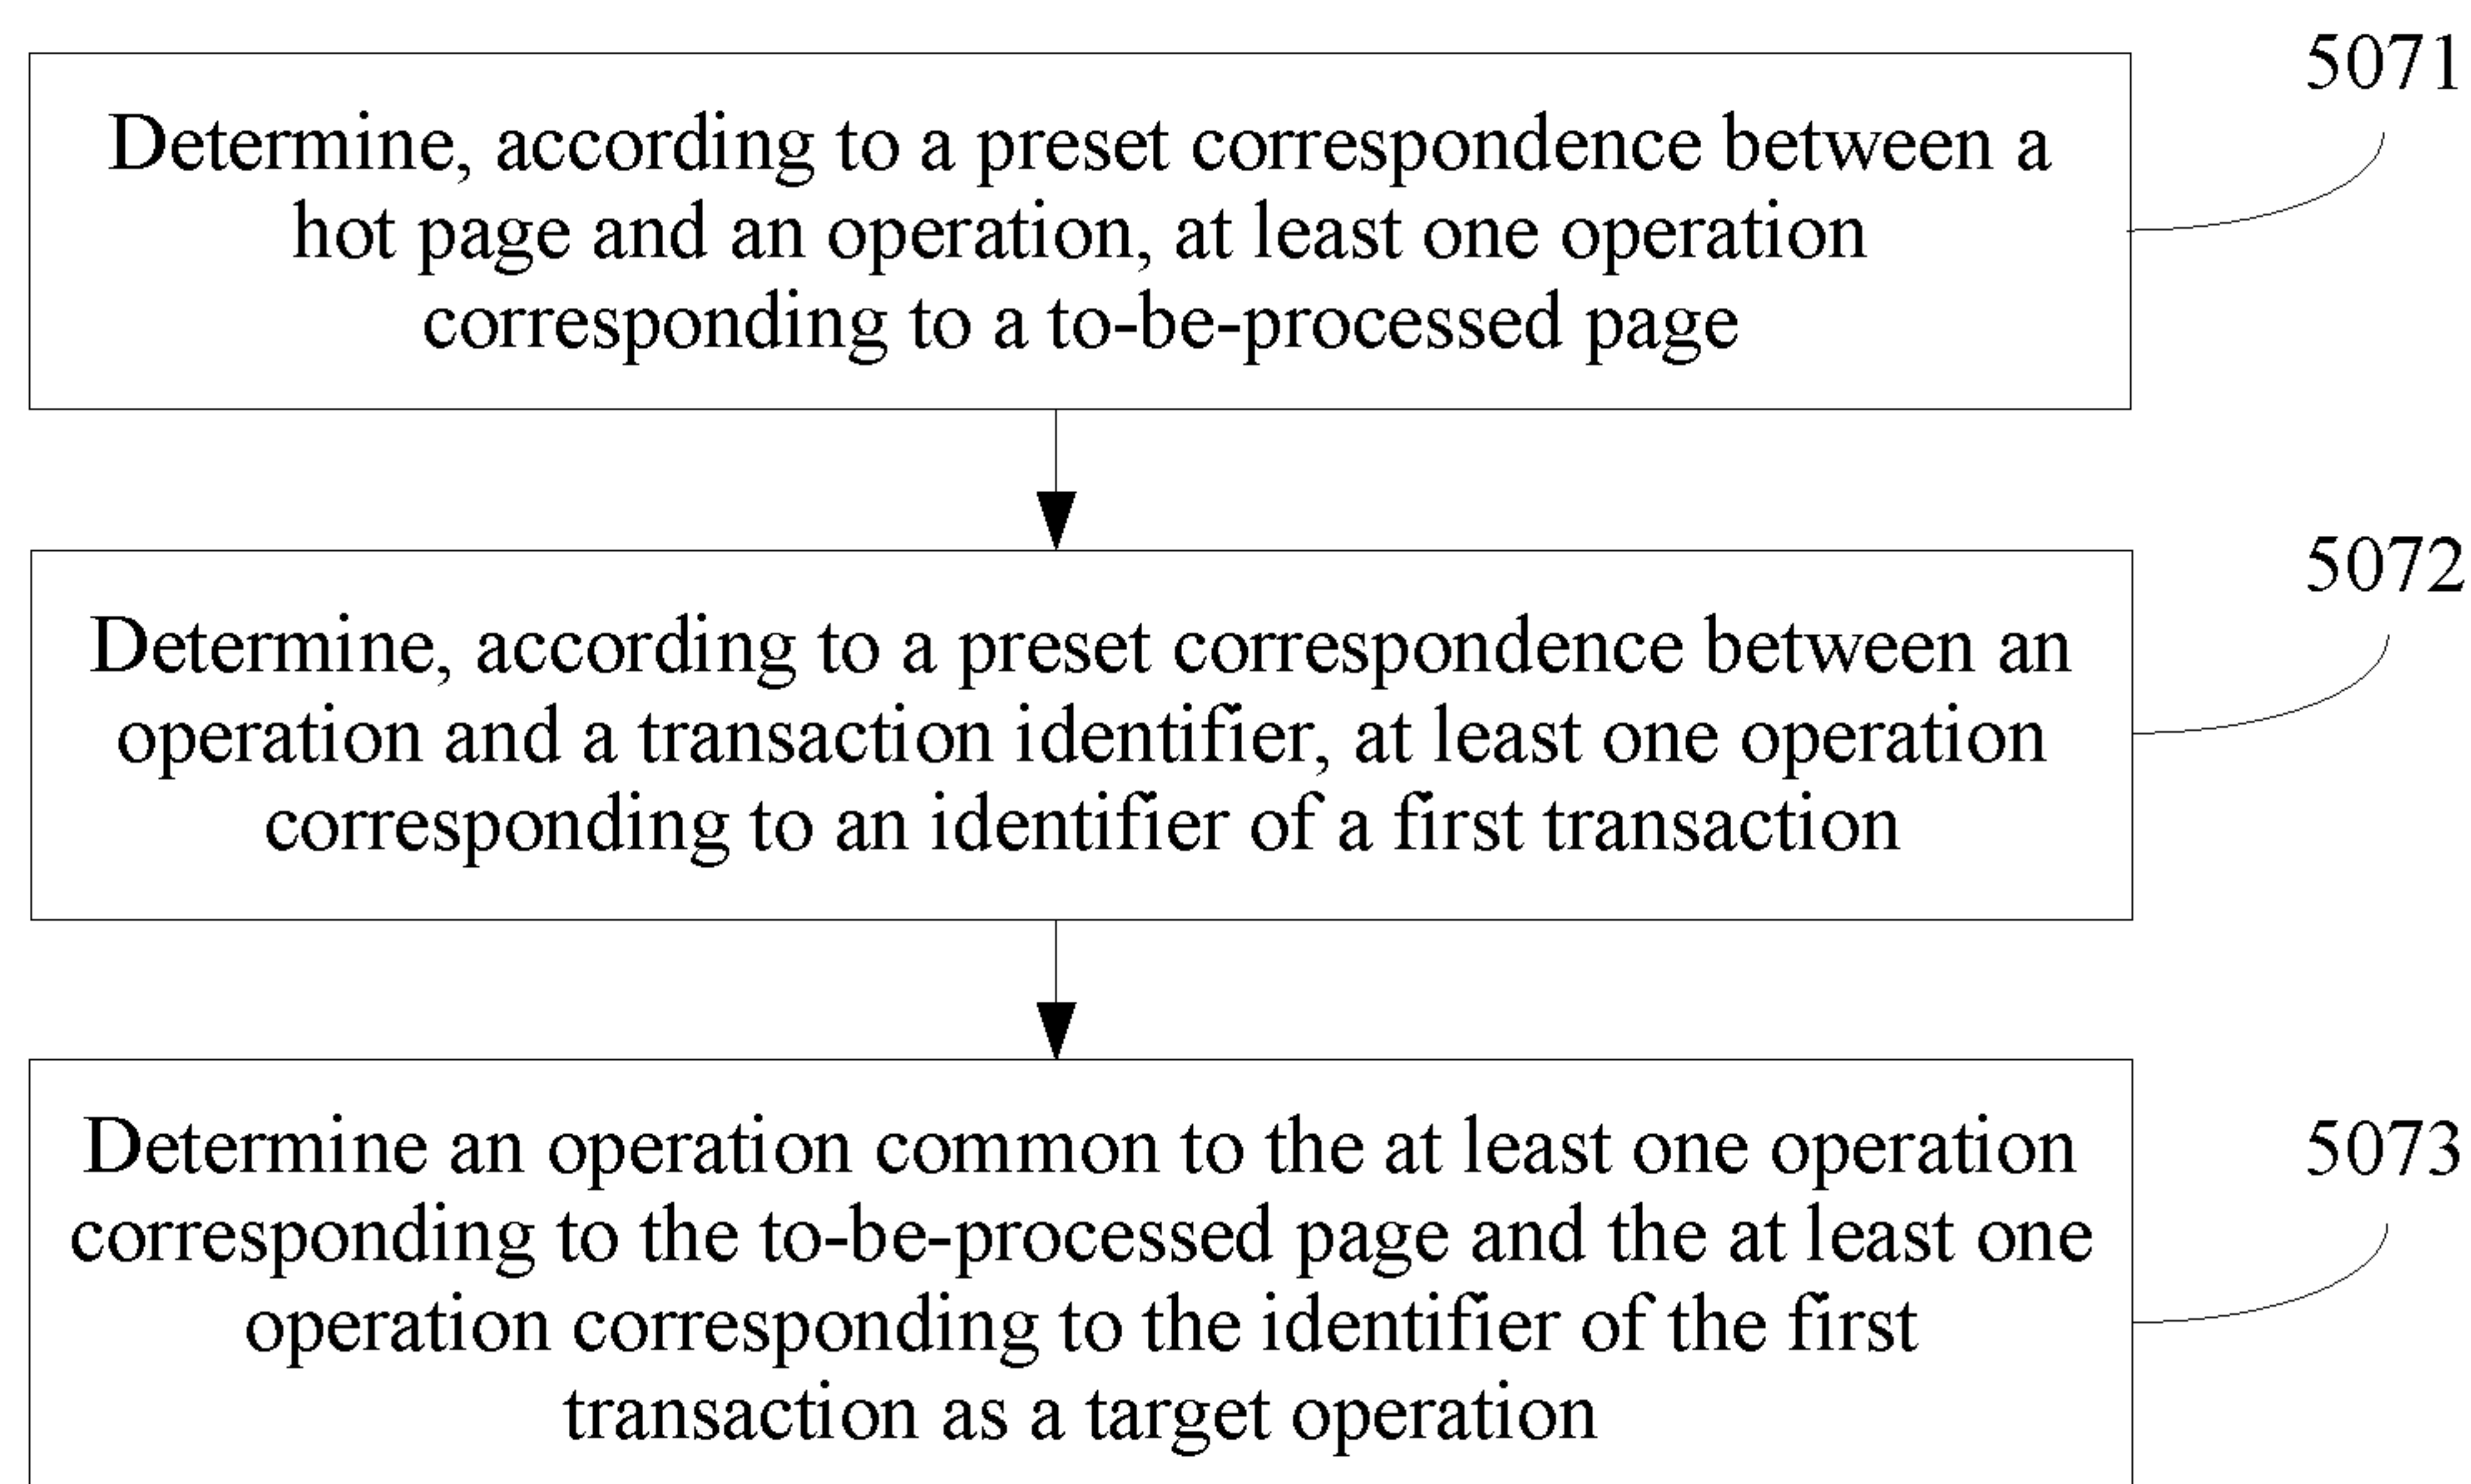 5071
Determine, according to a preset correspondence between a
hot page and an operation, at least one operation
corresponding to a to-be-processed page
5072
Determine, according to a preset correspondence between an
operation and a transaction identifier, at least one operation
corresponding to an identifier of a first transaction
5073
Determine an operation common to the at least one operation
corresponding to the to-be-processed page and the at least one
operation corresponding to the identifier of the first
transaction as a target operation